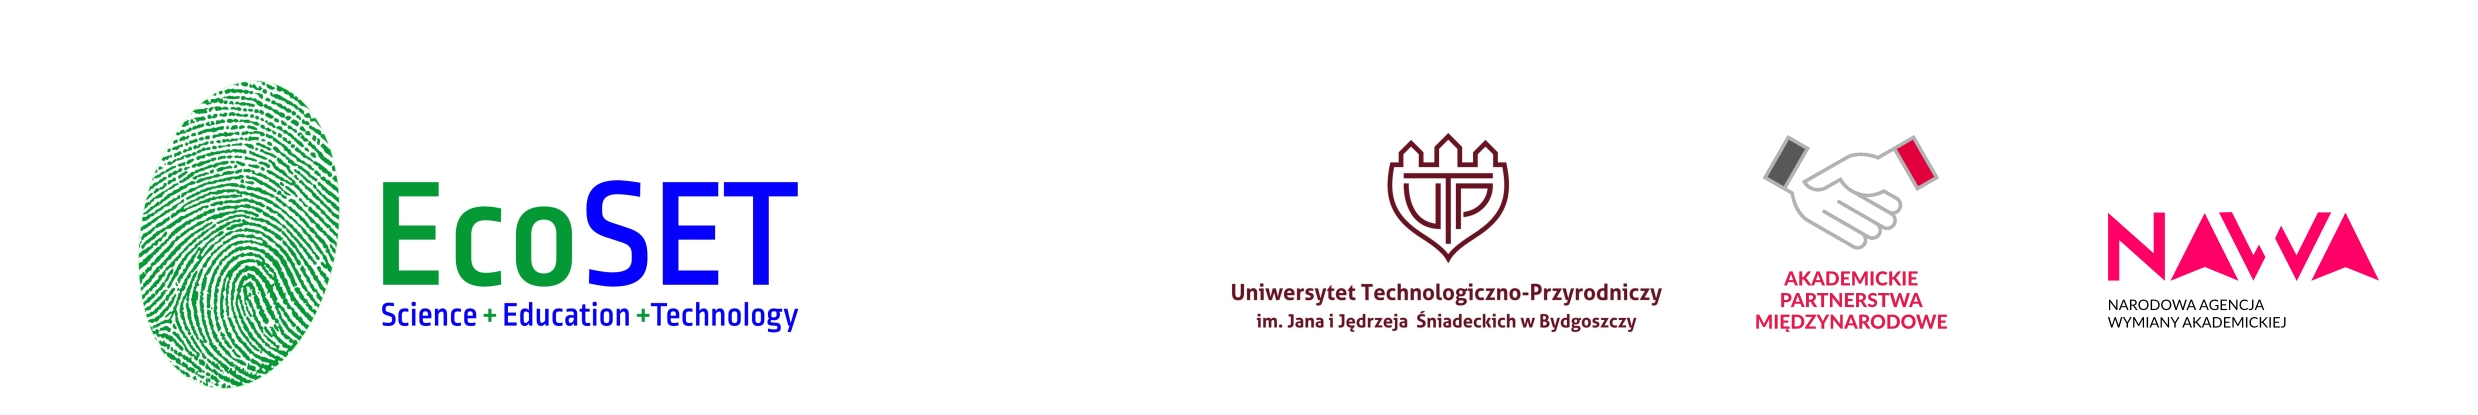 EcoSET
Science + Education + Technology
UTP
Uniwersytet Technologiczno-Przyrodniczy
im. Jana i Jędrzeja Śniadeckich w Bydgoszczy
AKADEMICKIE
PARTNERSTWA
MIĘDZYNARODOWE
NAWA
NARODOWA AGENCJA
WYMIANY AKADEMICKIEJ